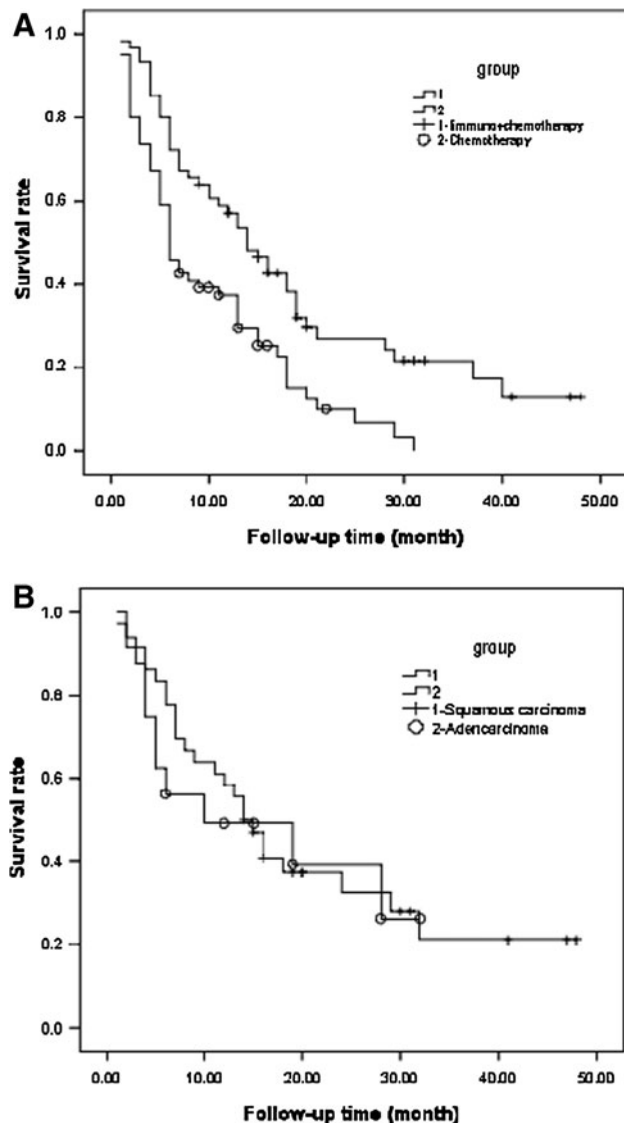 A
group
1
2
1-Immuno+chemotherapy
2-Chemotherapy
Survival rate
1.0
0.8
0.6
0.4
0.2
0.0
0.00 10.00 20.00 30.00 40.00 50.00
Follow-up time (month)
B
group
1
2
1-Squamous carcinoma
2-Adencarcinoma
Survival rate
1.0
0.8
0.6
0.4
0.2
0.0
0.00 10.00 20.00 30.00 40.00 50.00
Follow-up time (month)